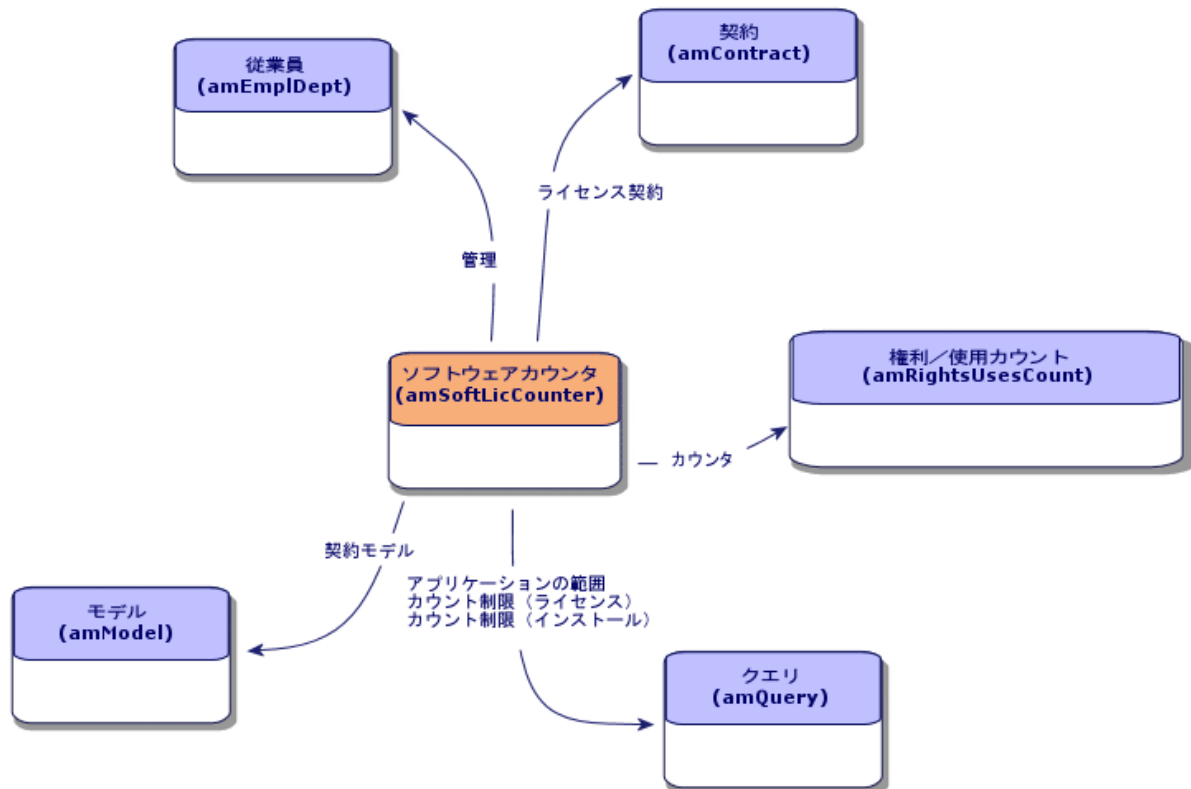 契約
(amContract)
従業員
(amEmplDept)
ライセンス契約
管理
権利／使用カウント
(amRightsUsesCount)
ソフトウェアカウンタ
(amSoftLicCounter)
カウンタ
契約モデル
アプリケーションの範囲
カウント制限（ライセンス）
カウント制限（インストール）
モデル
(amModel)
クエリ
(amQuery)